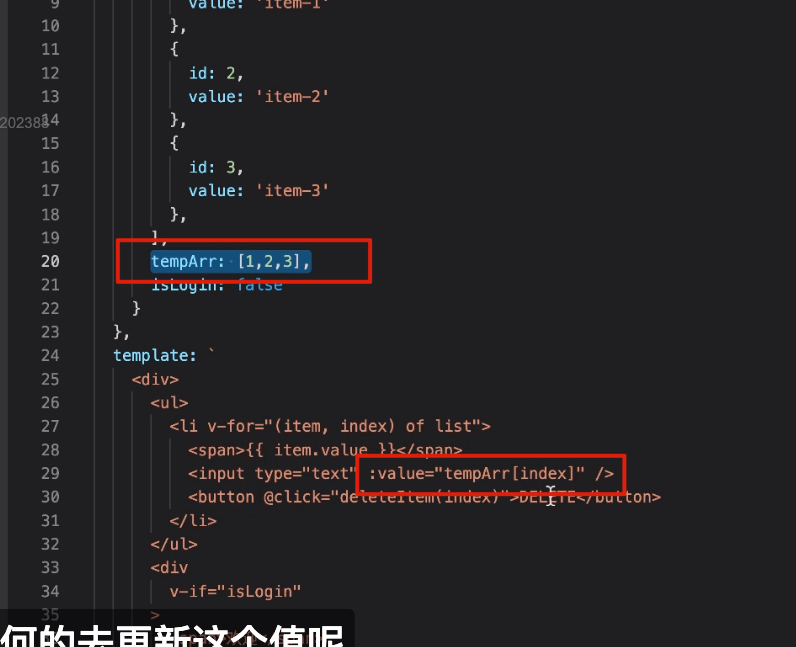 9 value: 'item-1'
10 },
11 {
12 id: 2,
13 value: 'item-2'
14 },
202388
15 {
16 id: 3,
17 value: 'item-3'
18 },
19 ],
20 tempArr: [1,2,3],
21 isLogin: false
22 }
23 },
24 template: `
25 <div>
26 <ul>
27 <li v-for="(item, index) of list">
28 <span>{{ item.value }}</span>
29 <input type="text" :value="tempArr[index]" />
30 <button @click="deleteItem(index)">DELETE</button>
31 </li>
32 </ul>
33 <div
34 v-if="isLogin"
35 >
何的去更新这个值呢